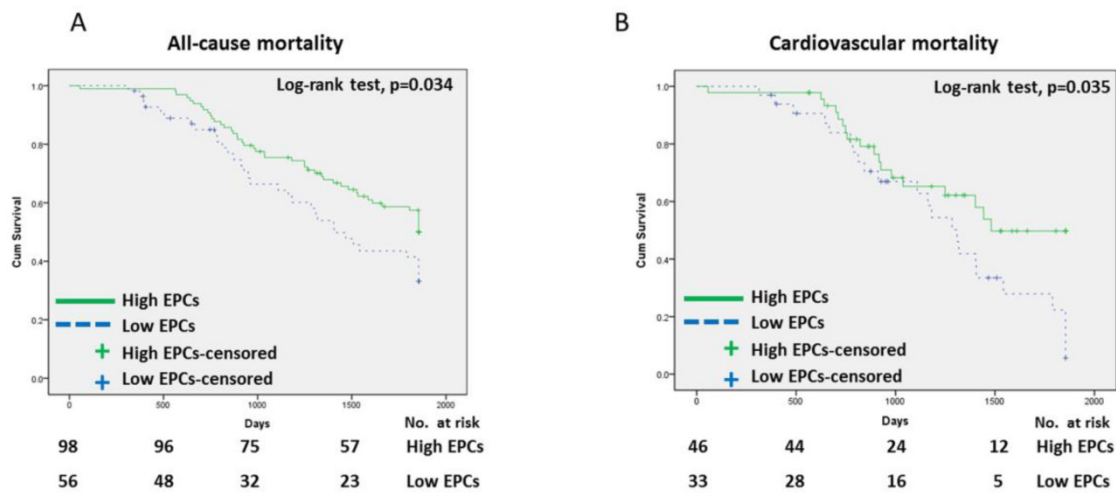 A
All-cause mortality
Log-rank test, p=0.034
1.0
0.8
0.6
0.4
0.2
0.0
Cum Survival
High EPCs
Low EPCs
High EPCs-censored
Low EPCs-censored
0 500 1000 1500 2000
Days
No. at risk
98 96 75 57 High EPCs
56 48 32 23 Low EPCs
B
Cardiovascular mortality
Log-rank test, p=0.035
1.0
0.8
0.6
0.4
0.2
0.0
Cum Survival
High EPCs
Low EPCs
High EPCs-censored
Low EPCs-censored
0 500 1000 1500 2000
Days
No. at risk
46 44 24 12 High EPCs
33 28 16 5 Low EPCs